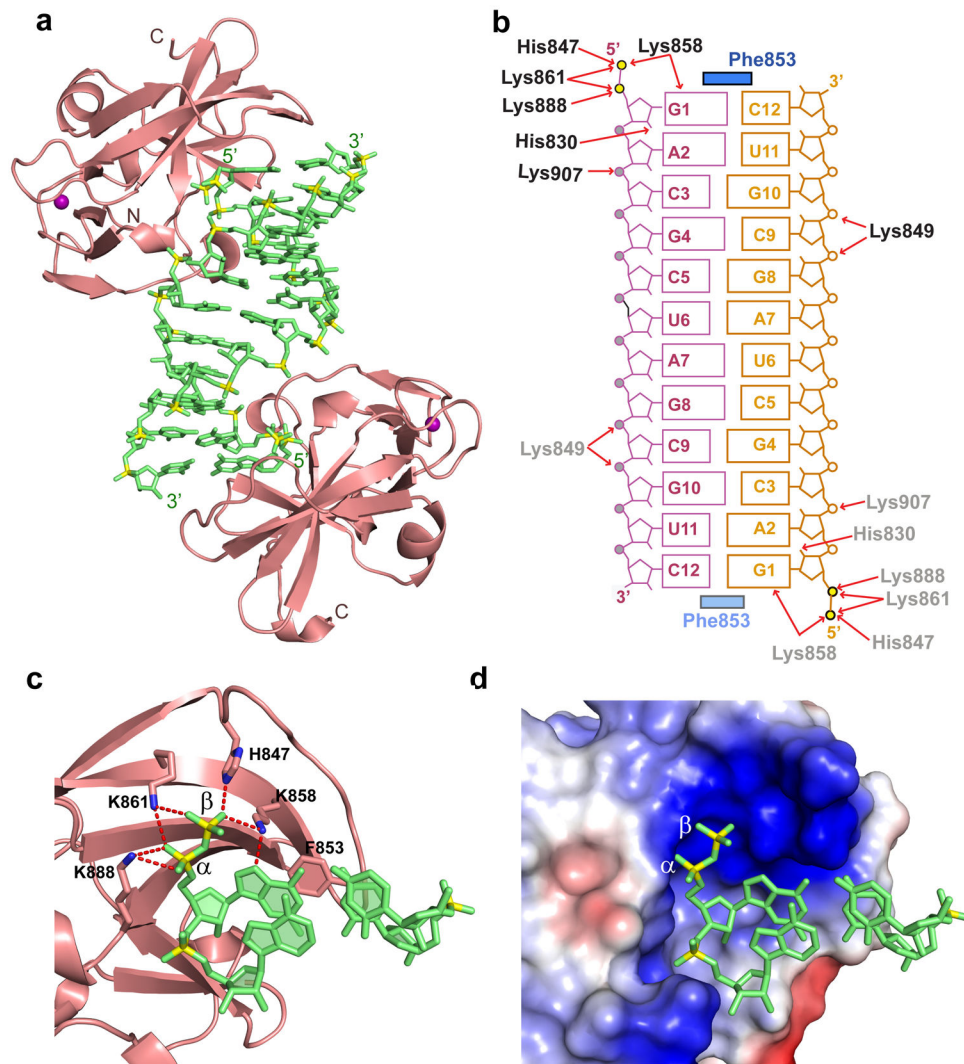 a
C
5'
3'
N
5'
3'
C
b
His847
5'
Lys858
Phe853
3'
Lys861
Lys888
G1
C12
His830
A2
U11
Lys907
C3
G10
G4
C9
Lys849
C5
G8
U6
A7
A7
U6
G8
C5
Lys849
C9
G4
G10
C3
Lys907
U11
A2
His830
C12
G1
3'
Lys888
Phe853
Lys861
5'
Lys858
His847
c
H847
K861
β
K858
F853
K888
α
d
β
α